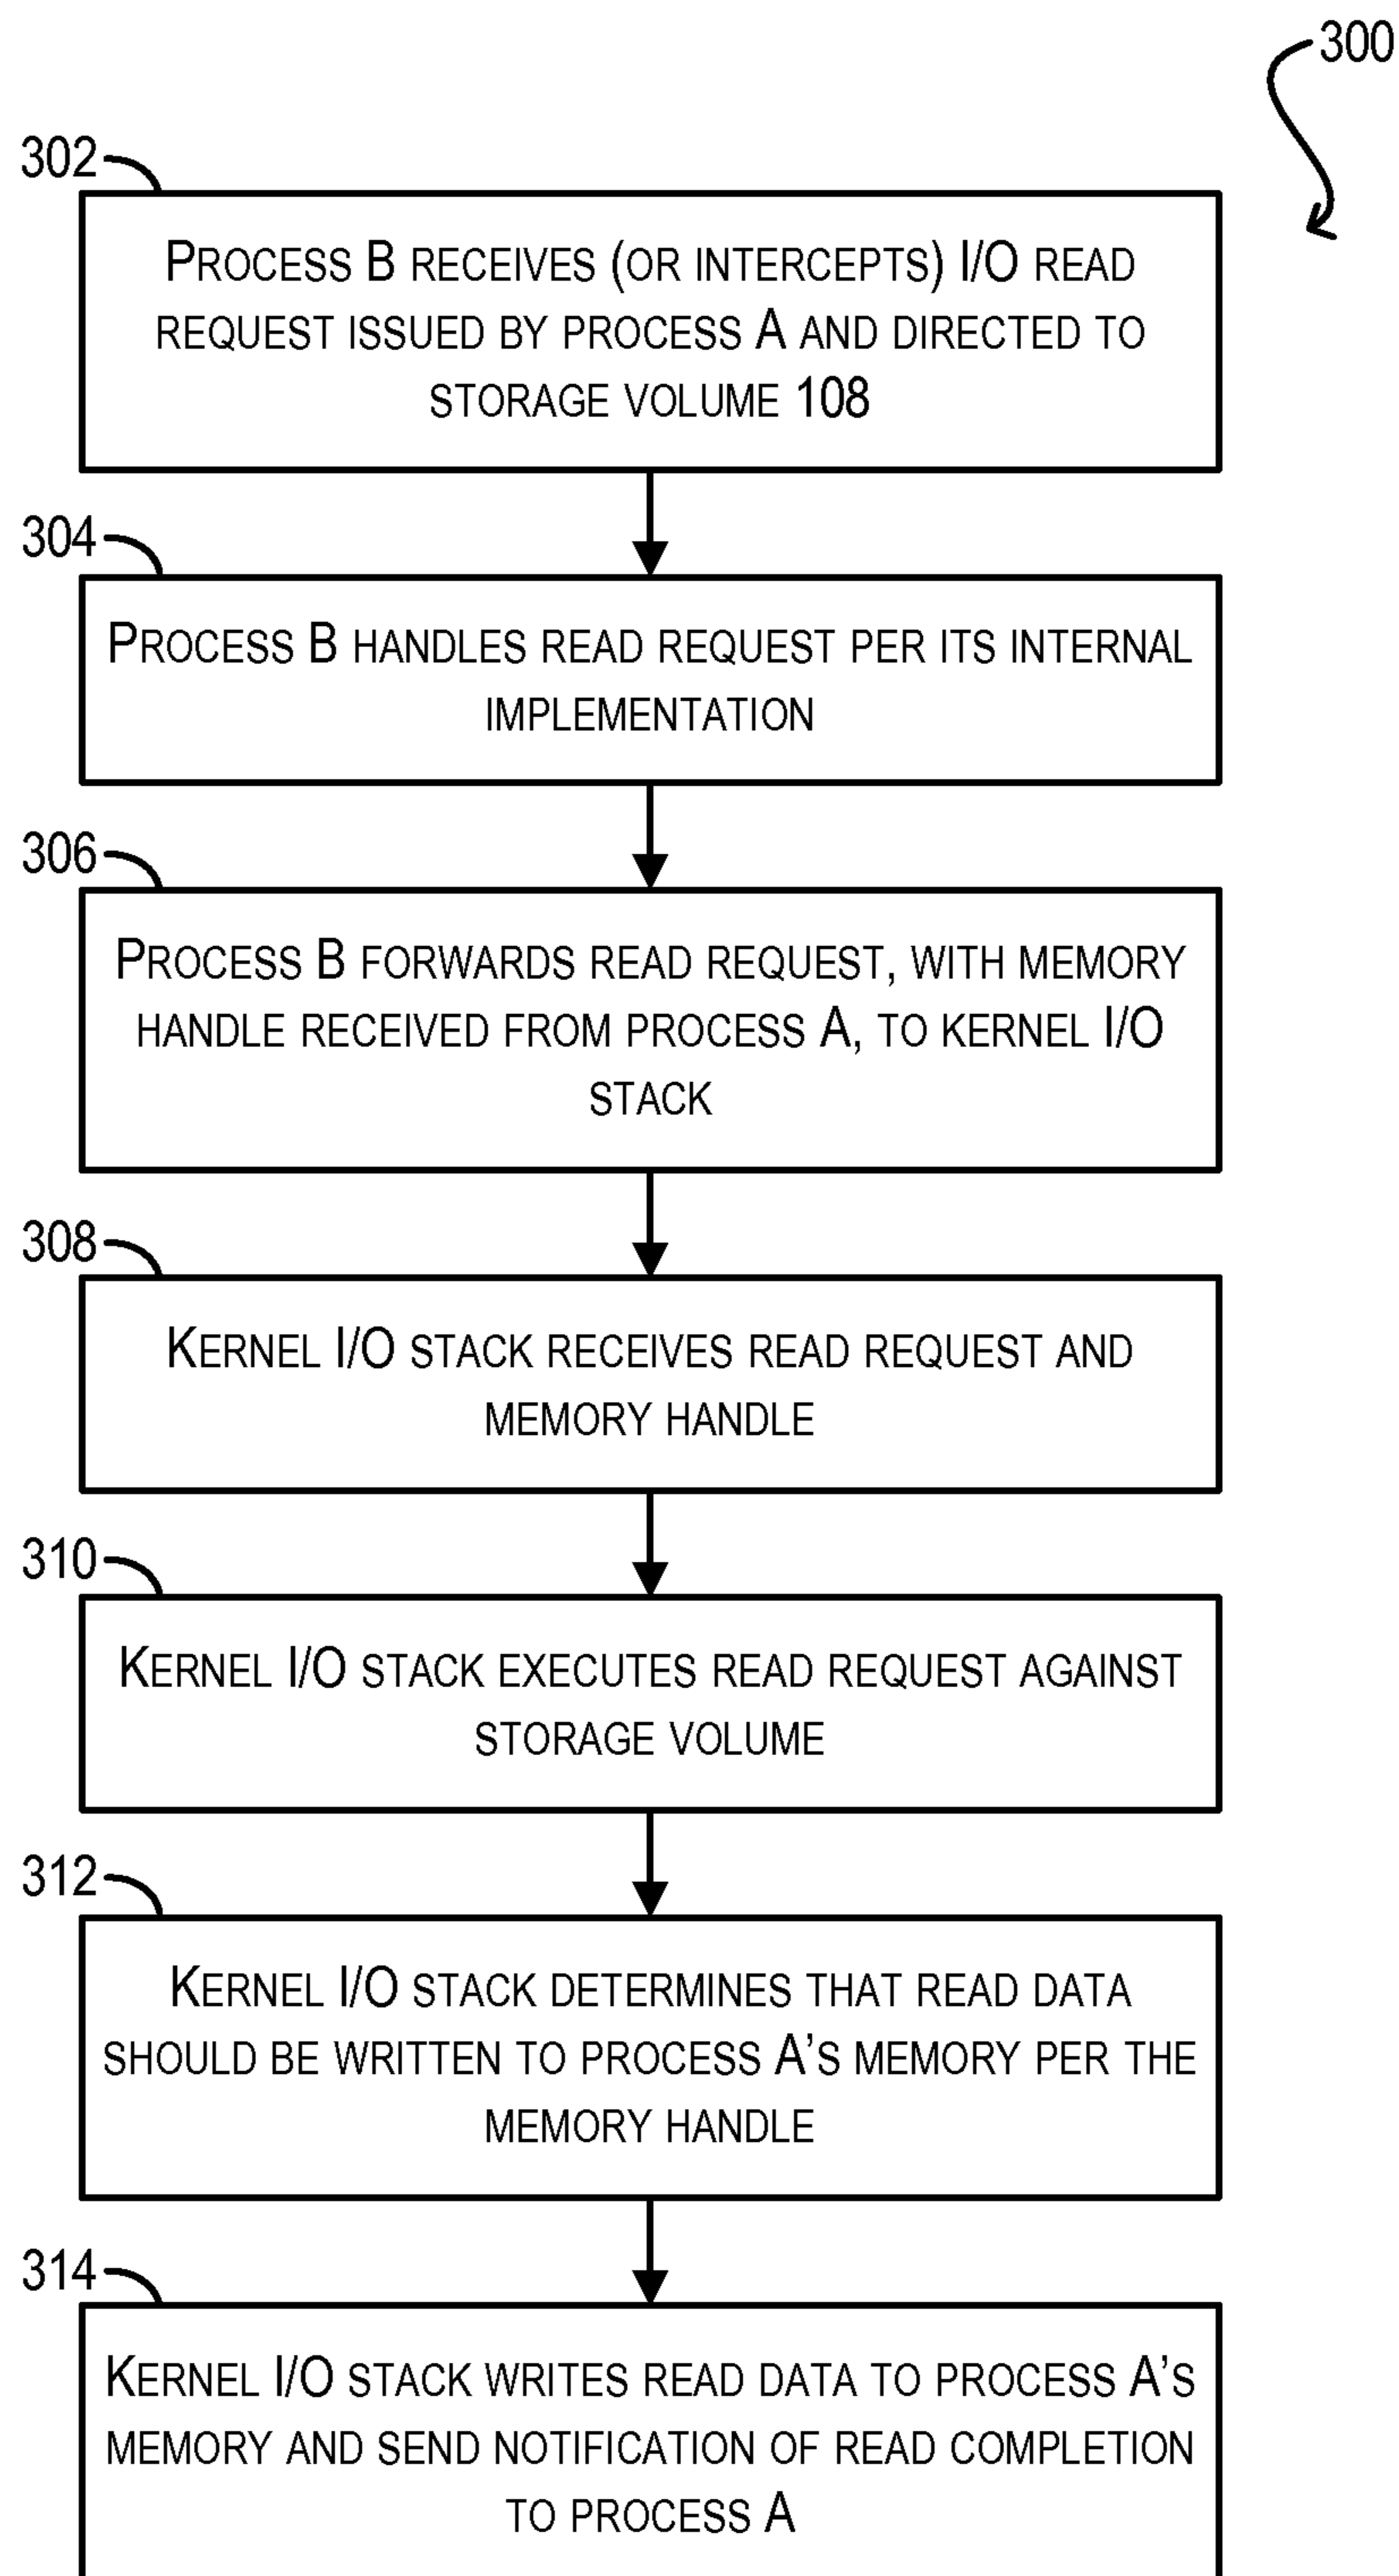 300
302
PROCESS B RECEIVES (OR INTERCEPTS) I/O READ
REQUEST ISSUED BY PROCESS A AND DIRECTED TO
STORAGE VOLUME 108
304
PROCESS B HANDLES READ REQUEST PER ITS INTERNAL
IMPLEMENTATION
306
PROCESS B FORWARDS READ REQUEST, WITH MEMORY
HANDLE RECEIVED FROM PROCESS A, TO KERNEL I/O
STACK
308
KERNEL I/O STACK RECEIVES READ REQUEST AND
MEMORY HANDLE
310
KERNEL I/O STACK EXECUTES READ REQUEST AGAINST
STORAGE VOLUME
312
KERNEL I/O STACK DETERMINES THAT READ DATA
SHOULD BE WRITTEN TO PROCESS A'S MEMORY PER THE
MEMORY HANDLE
314
KERNEL I/O STACK WRITES READ DATA TO PROCESS A'S
MEMORY AND SEND NOTIFICATION OF READ COMPLETION
TO PROCESS A